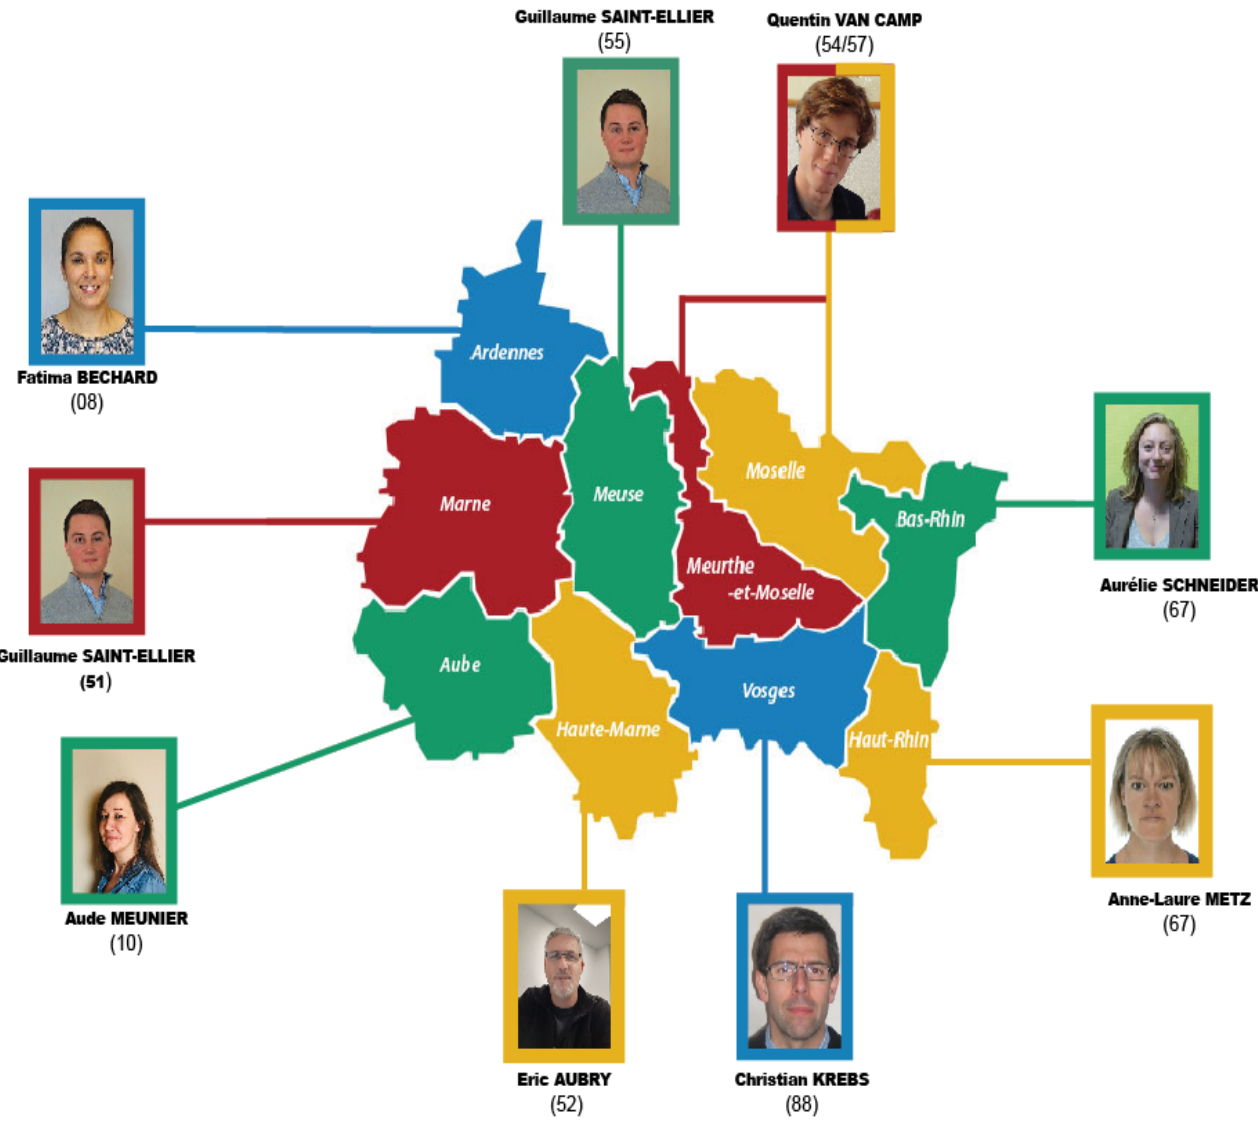 Guillaume SAINT-ELLIER
(55)
Quentin VAN CAMP
(54/57)
Fatima BECHARD
(08)
Ardennes
Marne
Meuse
Moselle
Bas-Rhin
Meurthe
-et-Moselle
Aurélie SCHNEIDER
(67)
Guillaume SAINT-ELLIER
(51)
Aube
Vosges
Haute-Marne
Haut-Rhin
Aude MEUNIER
(10)
Anne-Laure METZ
(67)
Eric AUBRY
(52)
Christian KREBS
(88)